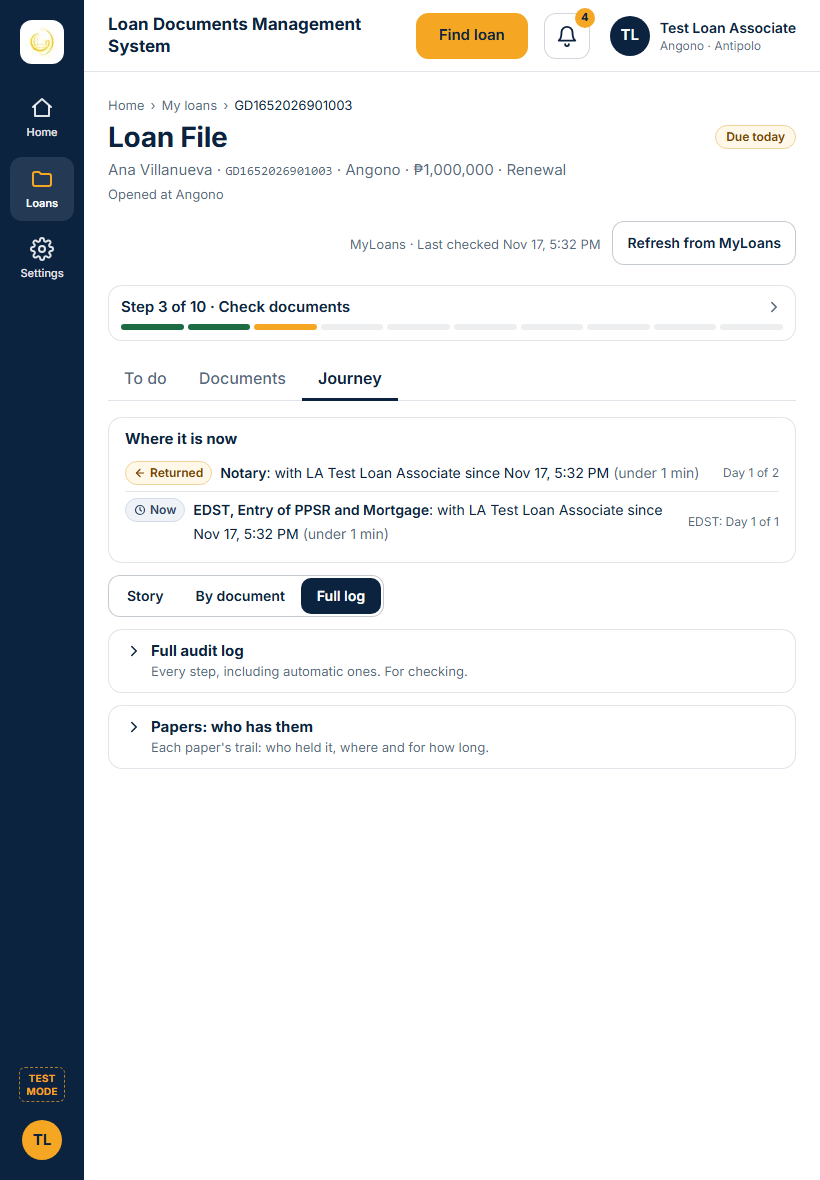 Loan Documents Management
System
Find loan
4
TL
Test Loan Associate
Angono · Antipolo
Home
Loans
Settings
TEST
MODE
TL
Home › My loans › GD1652026901003
Loan File
Due today
Ana Villanueva · GD1652026901003 · Angono · ₱1,000,000 · Renewal
Opened at Angono
MyLoans · Last checked Nov 17, 5:32 PM
Refresh from MyLoans
Step 3 of 10 · Check documents
To do
Documents
Journey
Where it is now
← Returned
Notary: with LA Test Loan Associate since Nov 17, 5:32 PM (under 1 min)
Day 1 of 2
Now
EDST, Entry of PPSR and Mortgage: with LA Test Loan Associate since
Nov 17, 5:32 PM (under 1 min)
EDST: Day 1 of 1
Story
By document
Full log
Full audit log
Every step, including automatic ones. For checking.
Papers: who has them
Each paper's trail: who held it, where and for how long.